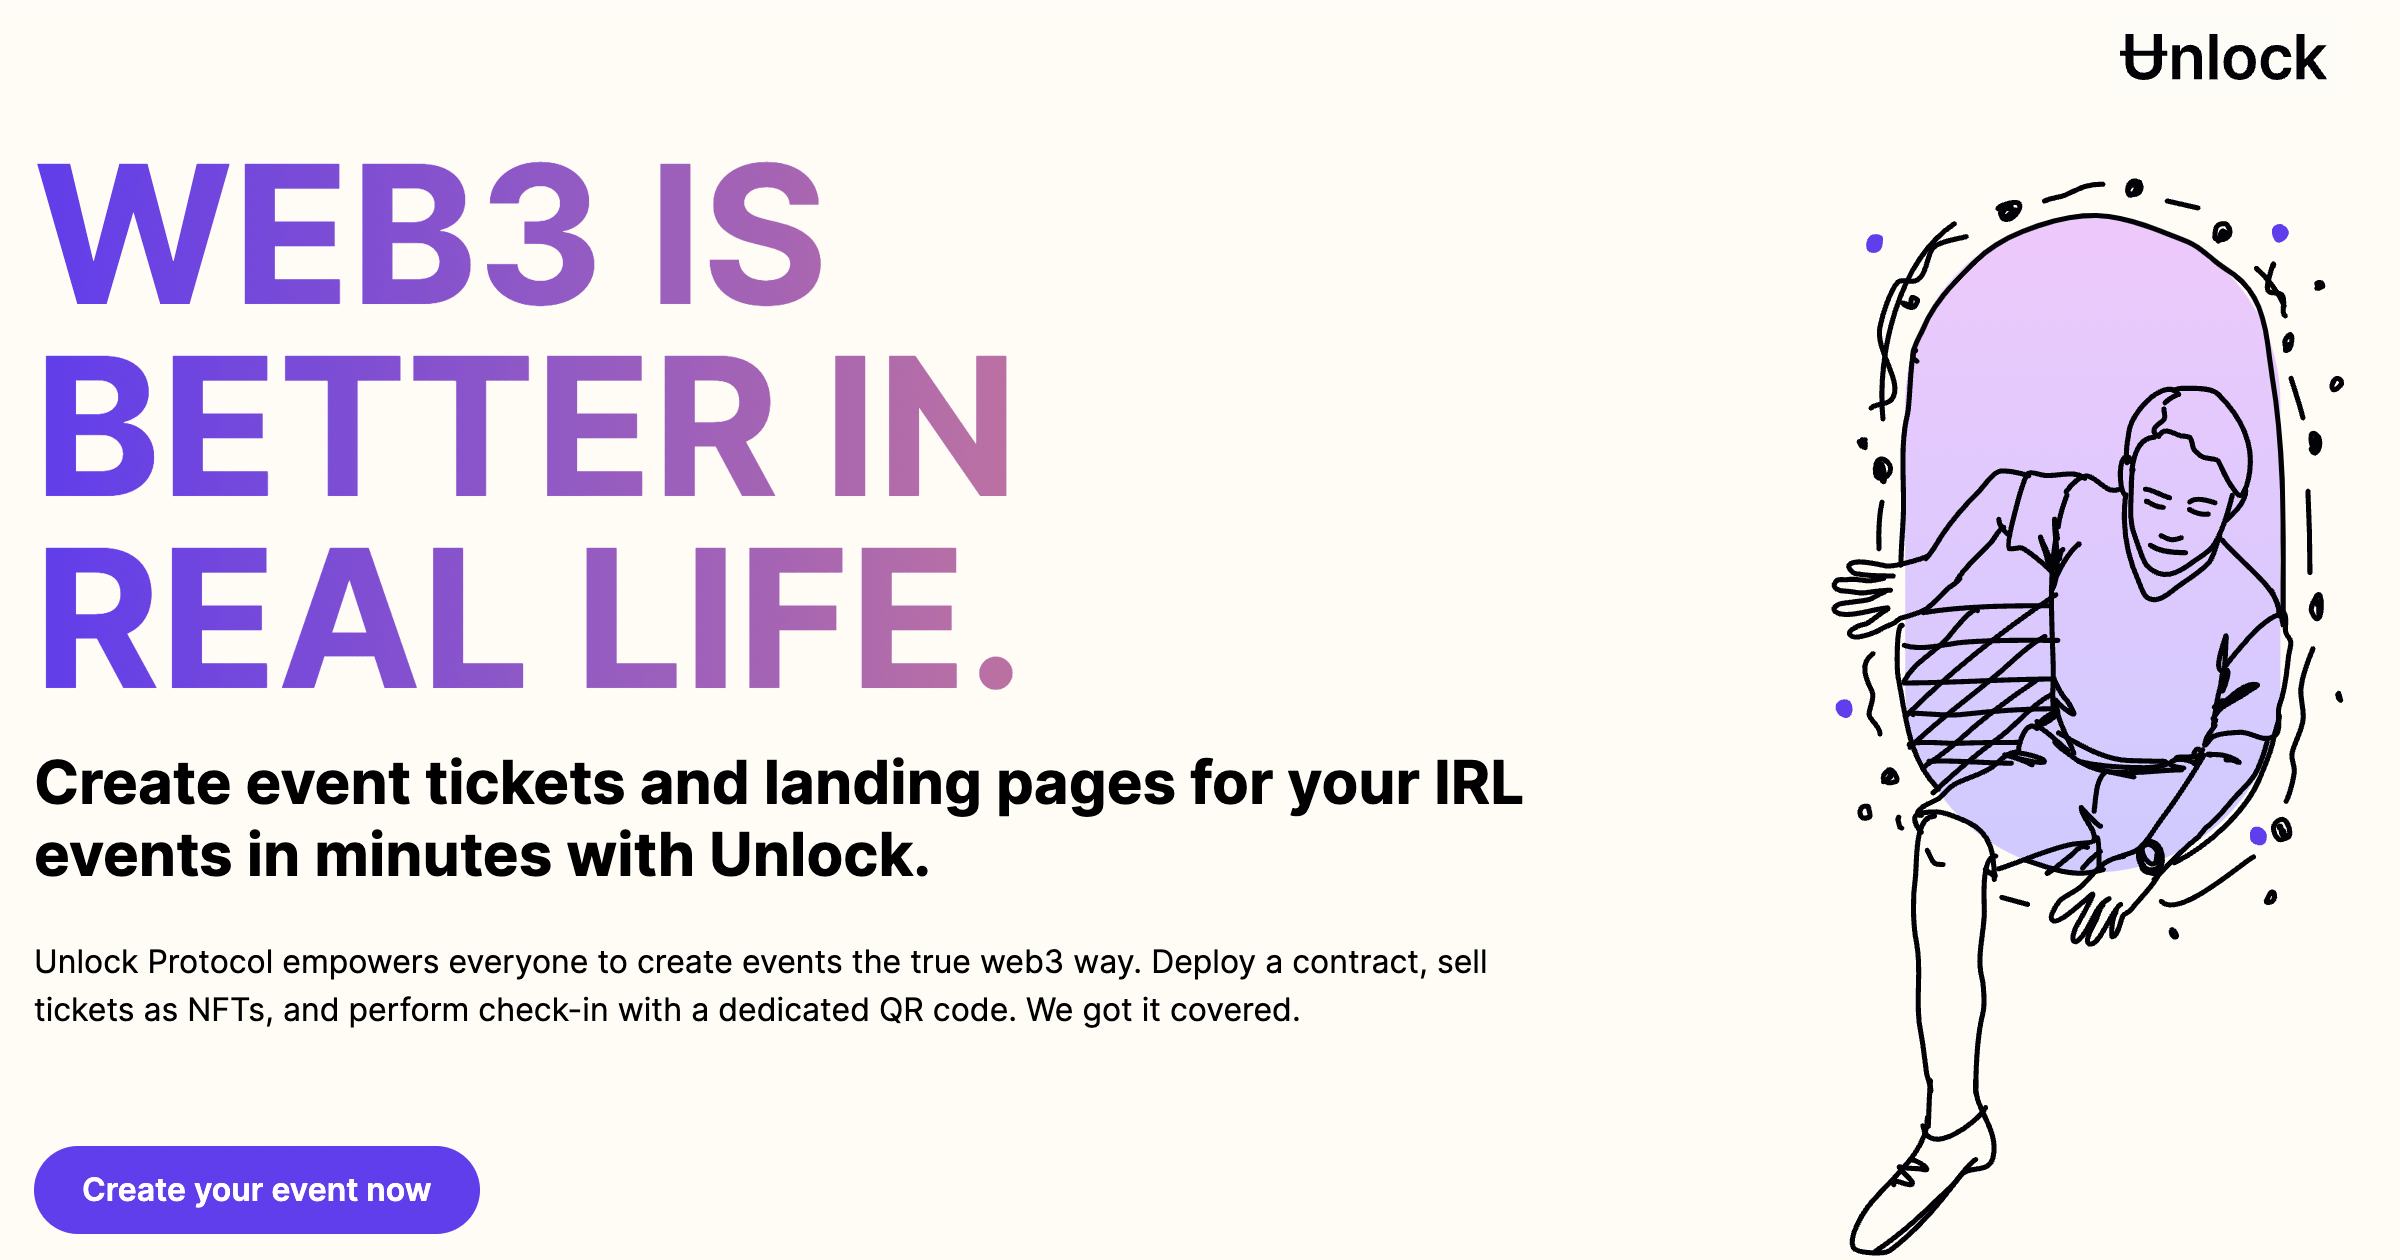 Unlock
WEB3 IS
BETTER IN
REAL LIFE.
Create event tickets and landing pages for your IRL
events in minutes with Unlock.
Unlock Protocol empowers everyone to create events the true web3 way. Deploy a contract, sell
tickets as NFTs, and perform check-in with a dedicated QR code. We got it covered.
Create your event now